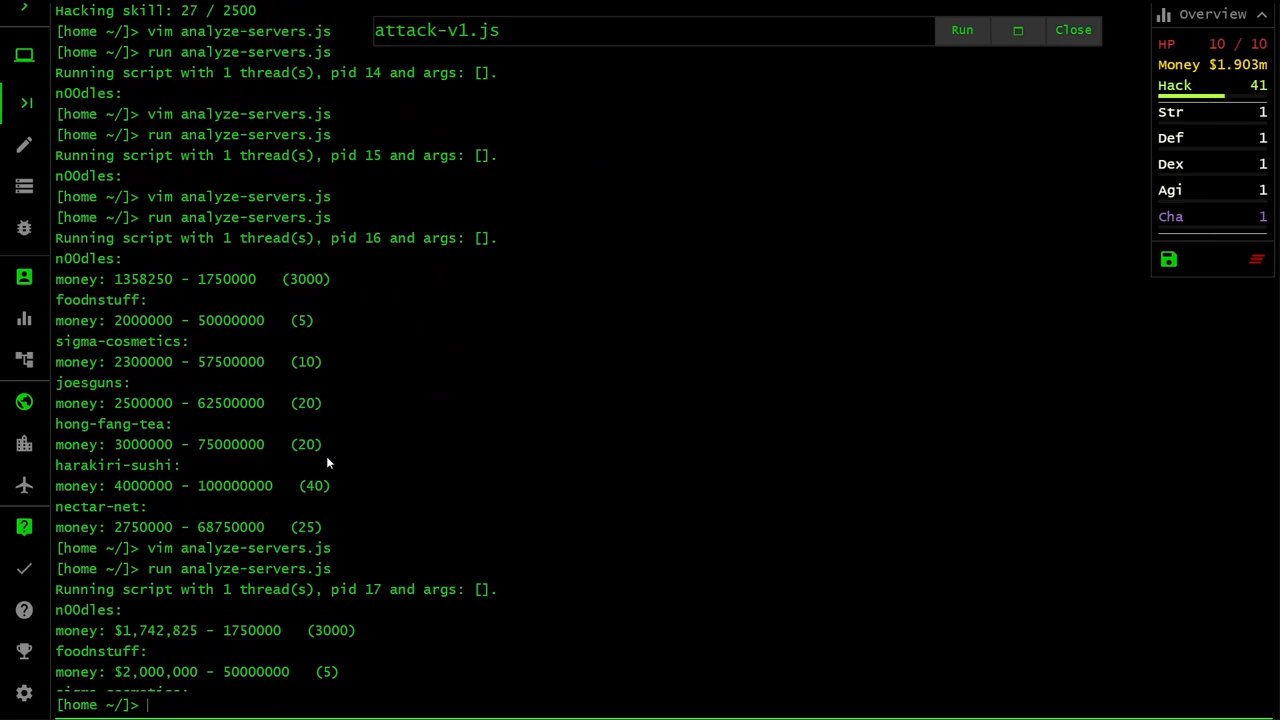 Hacking skill: 27 / 2500
[home ~/]> vim analyze-servers.js
[home ~/]> run analyze-servers.js
Running script with 1 thread(s), pid 14 and args: [].
n00dles:
[home ~/]> vim analyze-servers.js
[home ~/]> run analyze-servers.js
Running script with 1 thread(s), pid 15 and args: [].
n00dles:
[home ~/]> vim analyze-servers.js
[home ~/]> run analyze-servers.js
Running script with 1 thread(s), pid 16 and args: [].
n00dles:
money: 1358250 - 1750000 (3000)
foodnstuff:
money: 2000000 - 50000000 (5)
sigma-cosmetics:
money: 2300000 - 57500000 (10)
joesguns:
money: 2500000 - 62500000 (20)
hong-fang-tea:
money: 3000000 - 75000000 (20)
harakiri-sushi:
money: 4000000 - 100000000 (40)
nectar-net:
money: 2750000 - 68750000 (25)
[home ~/]> vim analyze-servers.js
[home ~/]> run analyze-servers.js
Running script with 1 thread(s), pid 17 and args: [].
n00dles:
money: $1,742,825 - 1750000 (3000)
foodnstuff:
money: $2,000,000 - 50000000 (5)
[home ~/]>
attack-v1.js
Run
Close
Overview
HP 10 / 10
Money $1.903m
Hack 41
Str 1
Def 1
Dex 1
Agi 1
Cha 1